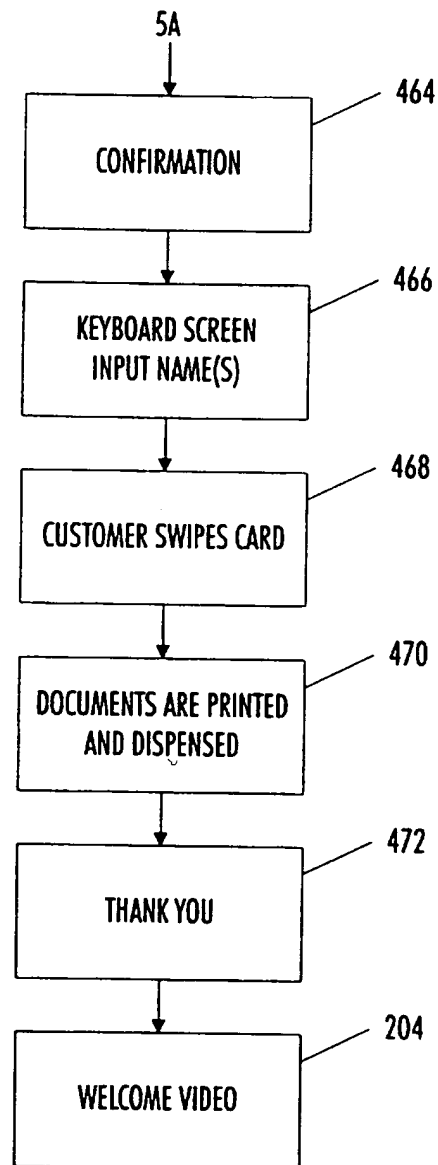 5A
464
CONFIRMATION
466
KEYBOARD SCREEN
INPUT NAME(S)
468
CUSTOMER SWIPES CARD
470
DOCUMENTS ARE PRINTED
AND DISPENSED
472
THANK YOU
204
WELCOME VIDEO